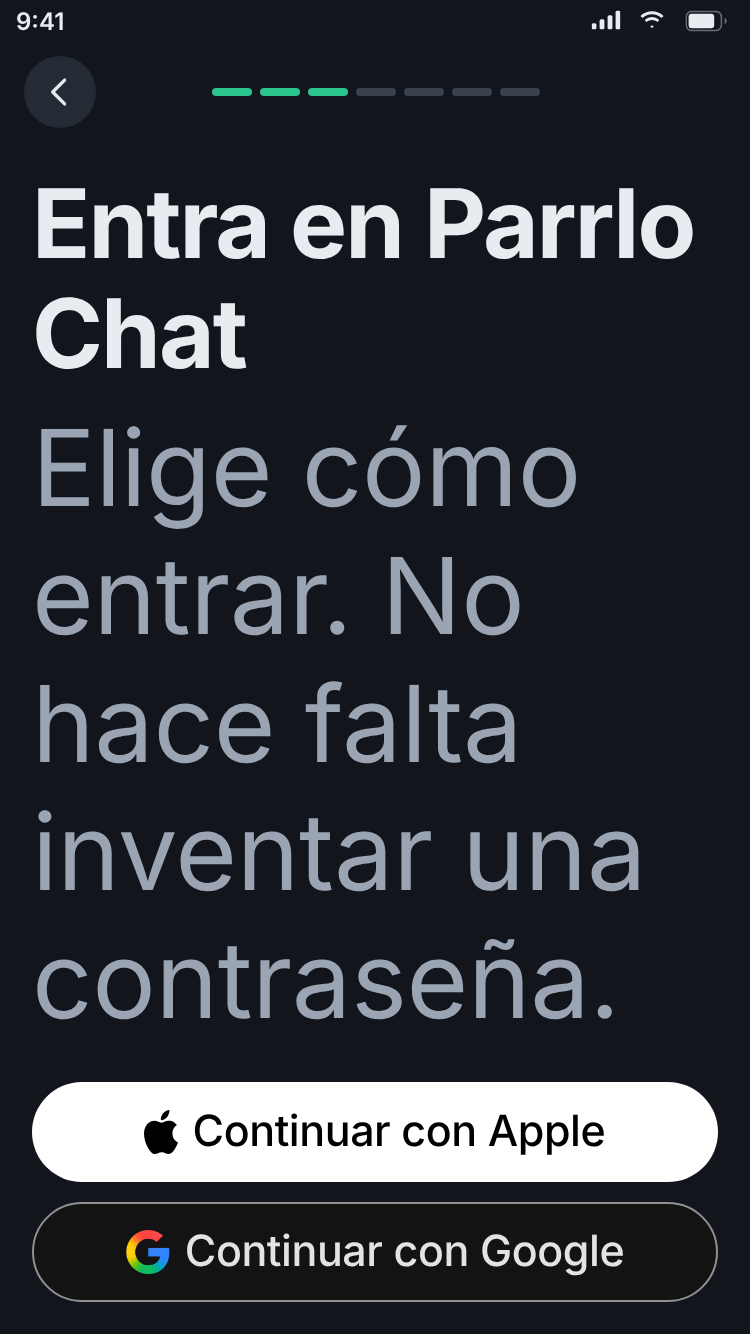 9:41
Entra en Parrlo
Chat
Elige cómo
entrar. No
hace falta
inventar una
contraseña.
Continuar con Apple
Continuar con Google